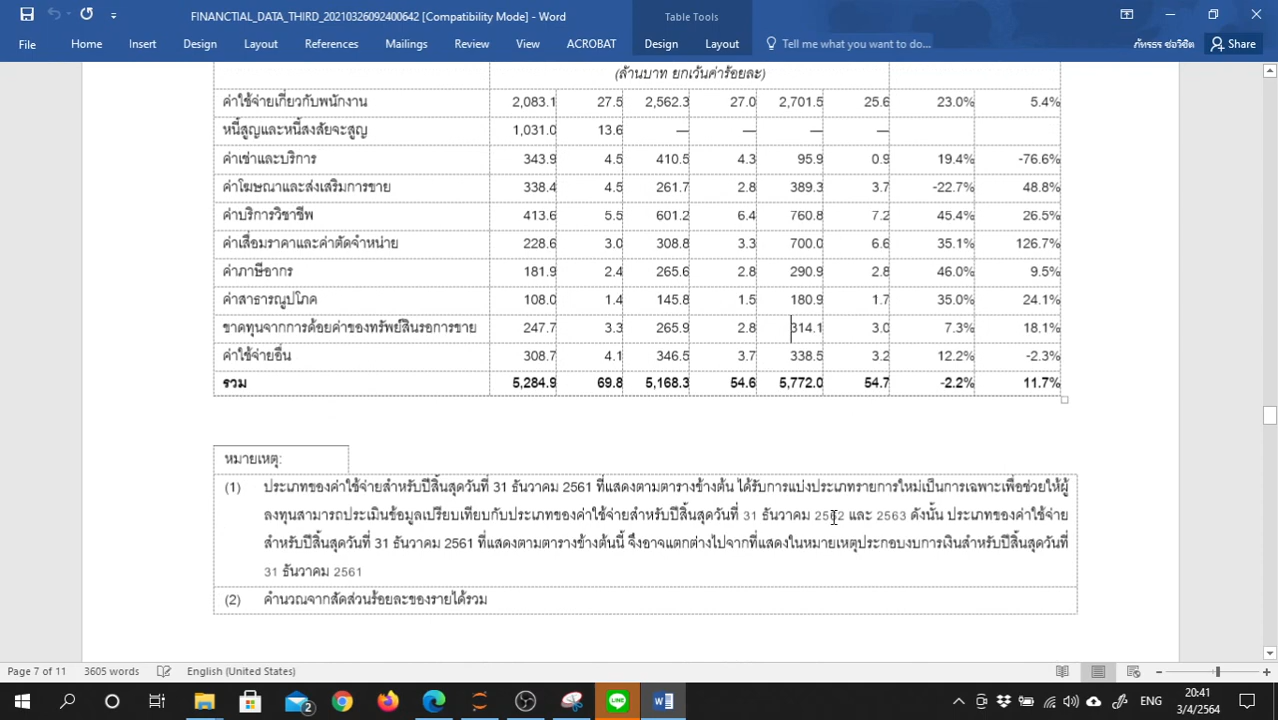 FINANCTIAL_DATA_THIRD_20210326092400642 [Compatibility Mode] - Word
Table Tools
File Home Insert Design Layout References Mailings Review View ACROBAT Design Layout Tell me what you want to do... ภัทรธร ช่อวิชิต Share
(ล้านบาท ยกเว้นค่าร้อยละ)
ค่าใช้จ่ายเกี่ยวกับพนักงาน 2,083.1 27.5 2,562.3 27.0 2,701.5 25.6 23.0% 5.4%
หนี้สูญและหนี้สงสัยจะสูญ 1,031.0 13.6 — — — —
ค่าเช่าและบริการ 343.9 4.5 410.5 4.3 95.9 0.9 19.4% -76.6%
ค่าโฆษณาและส่งเสริมการขาย 338.4 4.5 261.7 2.8 389.3 3.7 -22.7% 48.8%
ค่าบริการวิชาชีพ 413.6 5.5 601.2 6.4 760.8 7.2 45.4% 26.5%
ค่าเสื่อมราคาและค่าตัดจำหน่าย 228.6 3.0 308.8 3.3 700.0 6.6 35.1% 126.7%
ค่าภาษีอากร 181.9 2.4 265.6 2.8 290.9 2.8 46.0% 9.5%
ค่าสาธารณูปโภค 108.0 1.4 145.8 1.5 180.9 1.7 35.0% 24.1%
ขาดทุนจากการด้อยค่าของทรัพย์สินรอการขาย 247.7 3.3 265.9 2.8 314.1 3.0 7.3% 18.1%
ค่าใช้จ่ายอื่น 308.7 4.1 346.5 3.7 338.5 3.2 12.2% -2.3%
รวม 5,284.9 69.8 5,168.3 54.6 5,772.0 54.7 -2.2% 11.7%
หมายเหตุ:
(1) ประเภทของค่าใช้จ่ายสำหรับปีสิ้นสุดวันที่ 31 ธันวาคม 2561 ที่แสดงตามตารางข้างต้น ได้รับการแบ่งประเภทรายการใหม่เป็นการเฉพาะเพื่อช่วยให้ผู้
ลงทุนสามารถประเมินข้อมูลเปรียบเทียบกับประเภทของค่าใช้จ่ายสำหรับปีสิ้นสุดวันที่ 31 ธันวาคม 2562 และ 2563 ดังนั้น ประเภทของค่าใช้จ่าย
สำหรับปีสิ้นสุดวันที่ 31 ธันวาคม 2561 ที่แสดงตามตารางข้างต้นนี้ จึงอาจแตกต่างไปจากที่แสดงในหมายเหตุประกอบงบการเงินสำหรับปีสิ้นสุดวันที่
31 ธันวาคม 2561
(2) คำนวณจากสัดส่วนร้อยละของรายได้รวม
Page 7 of 11 3605 words English (United States)
2 ENG 20:41
3/4/2564